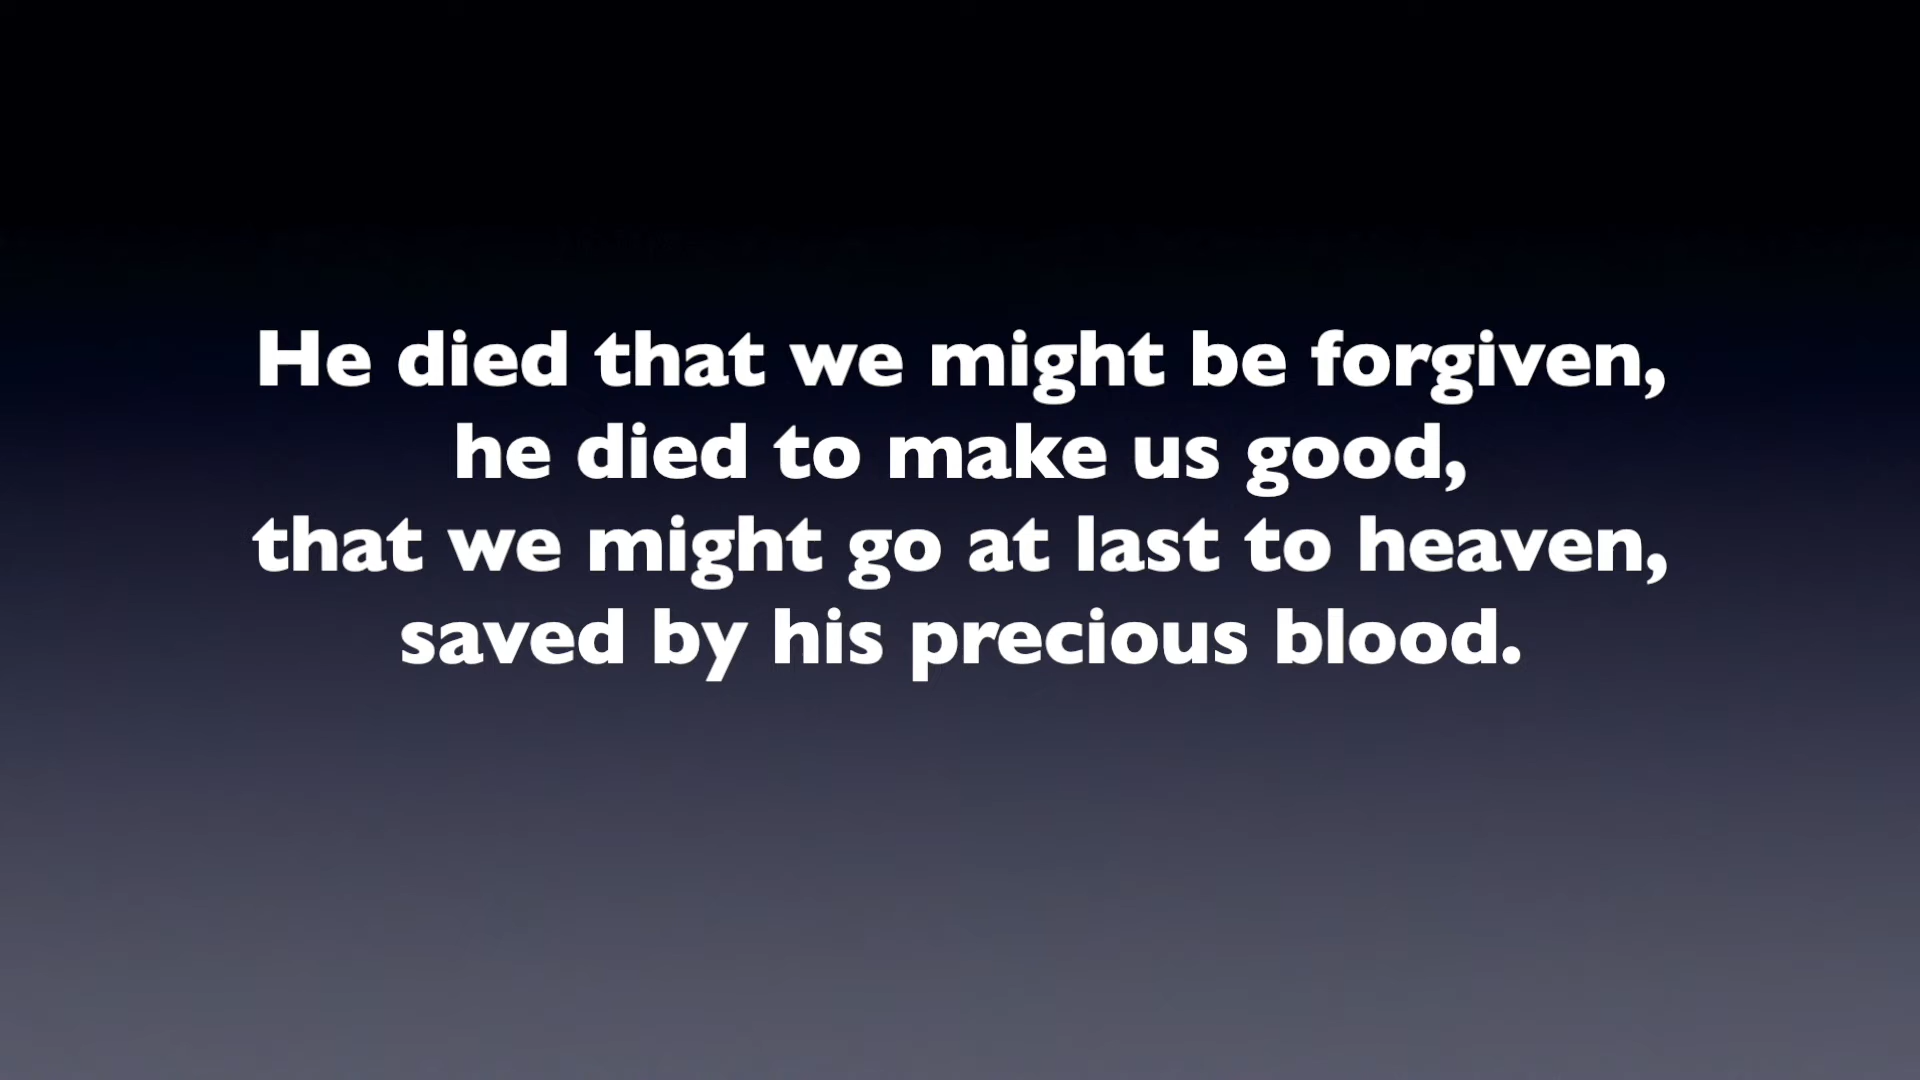 He died that we might be forgiven,
he died to make us good,
that we might go at last to heaven,
saved by his precious blood.